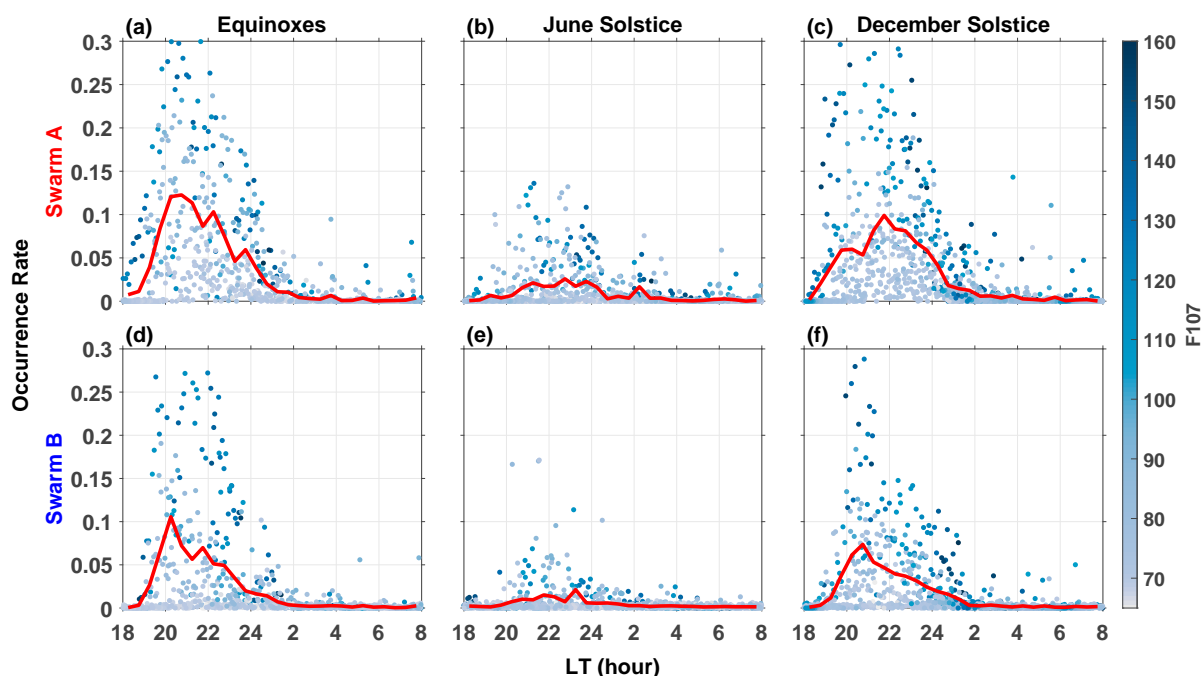 (a) Equinoxes
(b) June Solstice
(c) December Solstice
0.3
0.25
0.2
0.15
0.1
0.05
0
Swarm A
Occurrence Rate
(d)
(e)
(f)
0.3
0.25
0.2
0.15
0.1
0.05
0
Swarm B
18 20 22 24 2 4 6 8
18 20 22 24 2 4 6 8
18 20 22 24 2 4 6 8
LT (hour)
160
150
140
130
120
110
100
90
80
70
F107